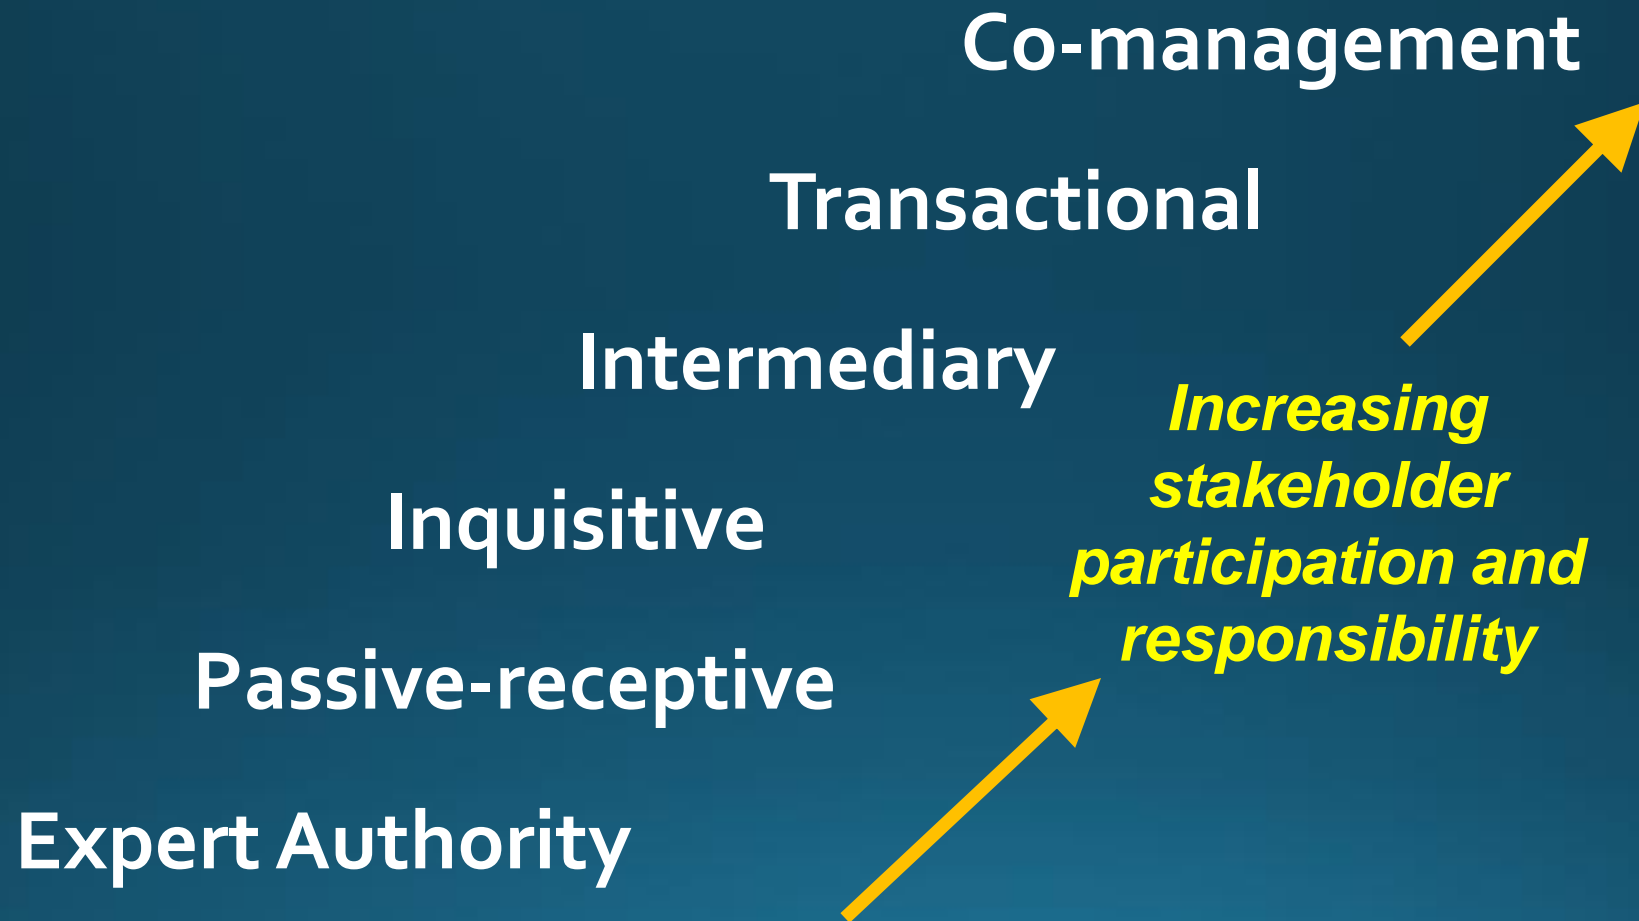 Co-management
Transactional
Intermediary
Increasing
stakeholder
participation and
responsibility
Inquisitive
Passive-receptive
Expert Authority